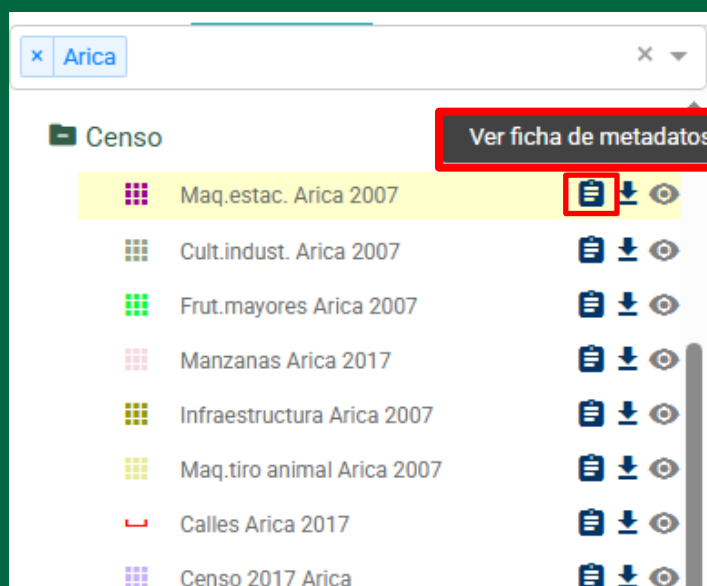 × Arica ×
Censo
Ver ficha de metadatos
Maq.estac. Arica 2007
Cult.indust. Arica 2007
Frut.mayores Arica 2007
Manzanas Arica 2017
Infraestructura Arica 2007
Maq.tiro animal Arica 2007
Calles Arica 2017
Censo 2017 Arica